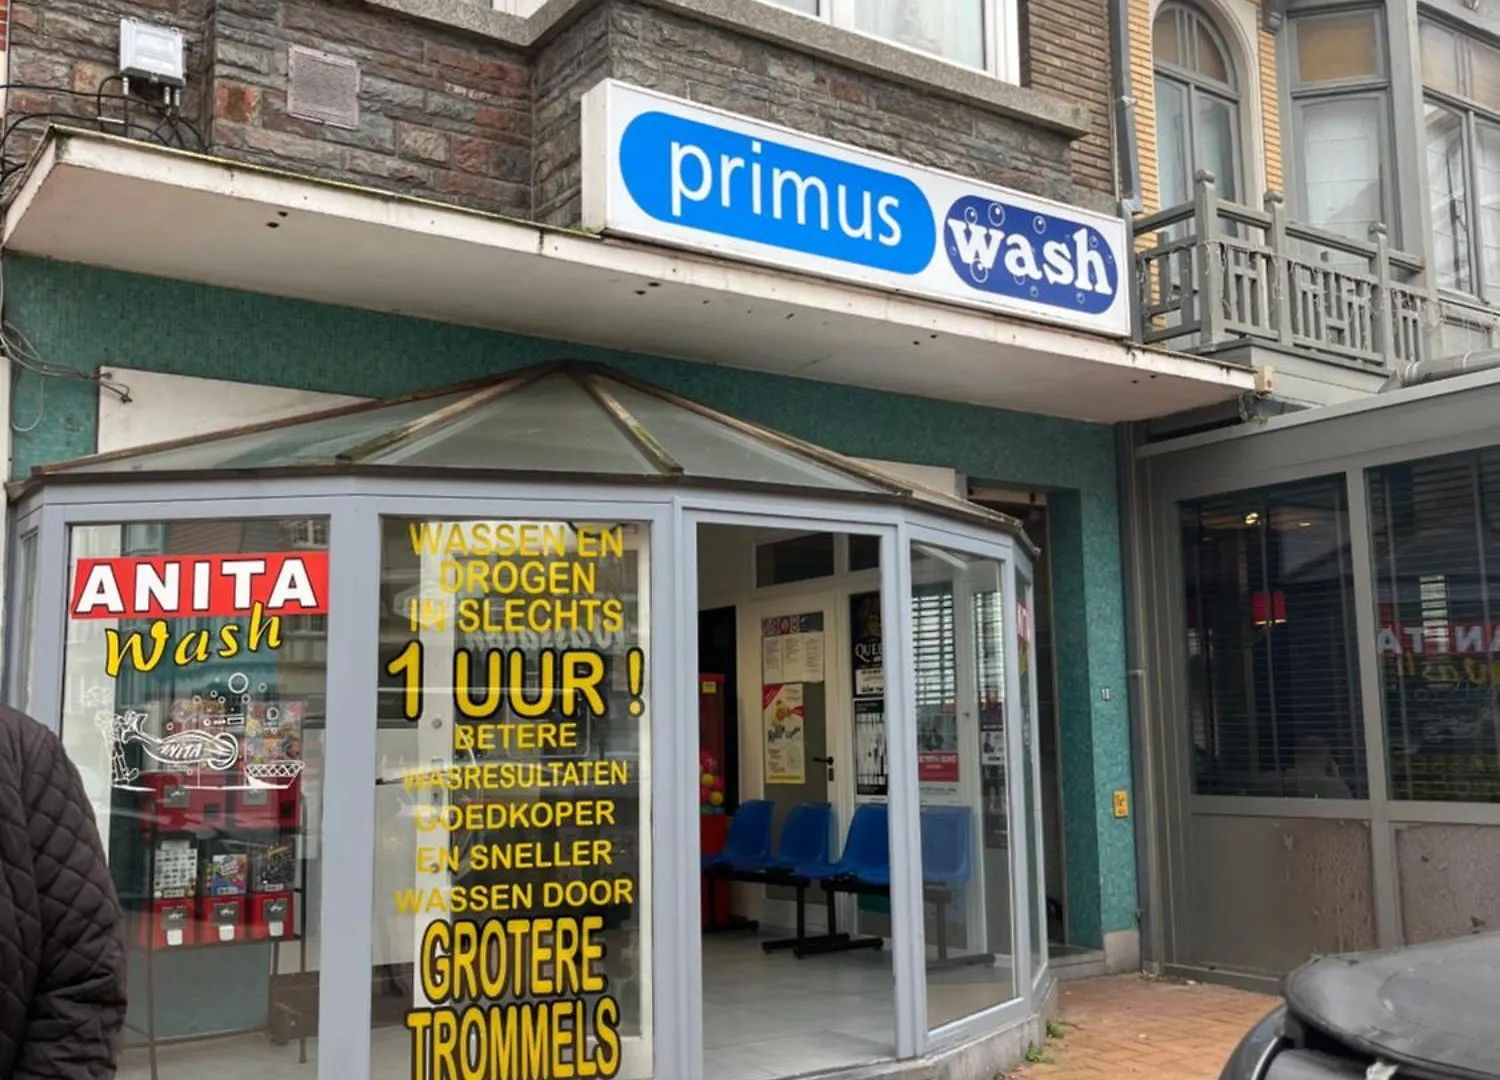 primus
wash
ANITA
Wash
ANITA
WASSEN EN
DROGEN
IN SLECHTS
1 UUR !
BETERE
WASRESULTATEN
GOEDKOPER
EN SNELLER
WASSEN DOOR
GROTERE
TROMMELS